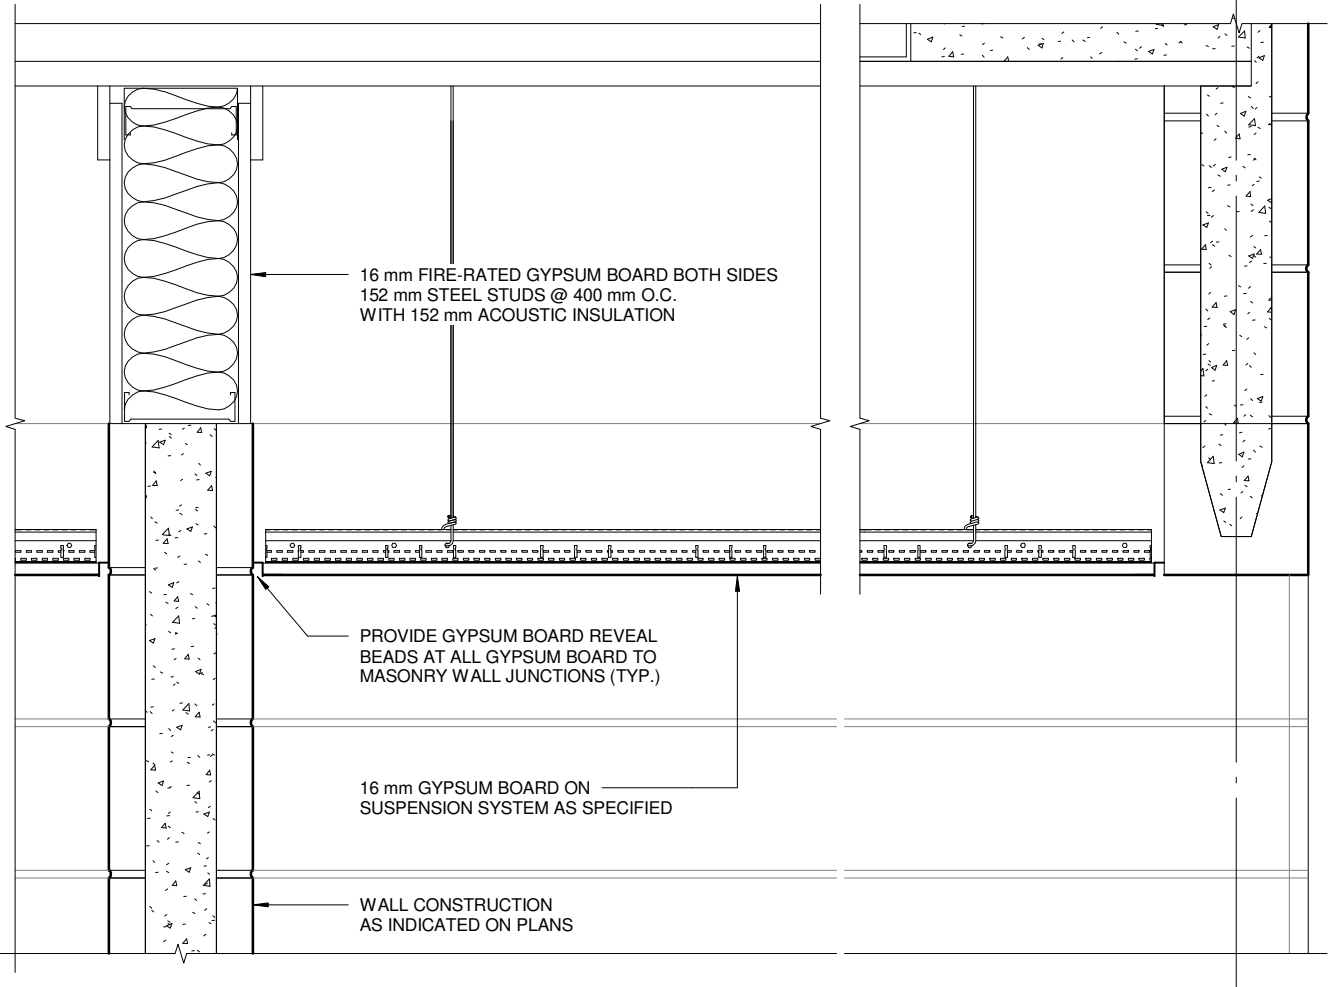 16 mm FIRE-RATED GYPSUM BOARD BOTH SIDES
152 mm STEEL STUDS @ 400 mm O.C.
WITH 152 mm ACOUSTIC INSULATION
PROVIDE GYPSUM BOARD REVEAL
BEADS AT ALL GYPSUM BOARD TO
MASONRY WALL JUNCTIONS (TYP.)
16 mm GYPSUM BOARD ON
SUSPENSION SYSTEM AS SPECIFIED
WALL CONSTRUCTION
AS INDICATED ON PLANS